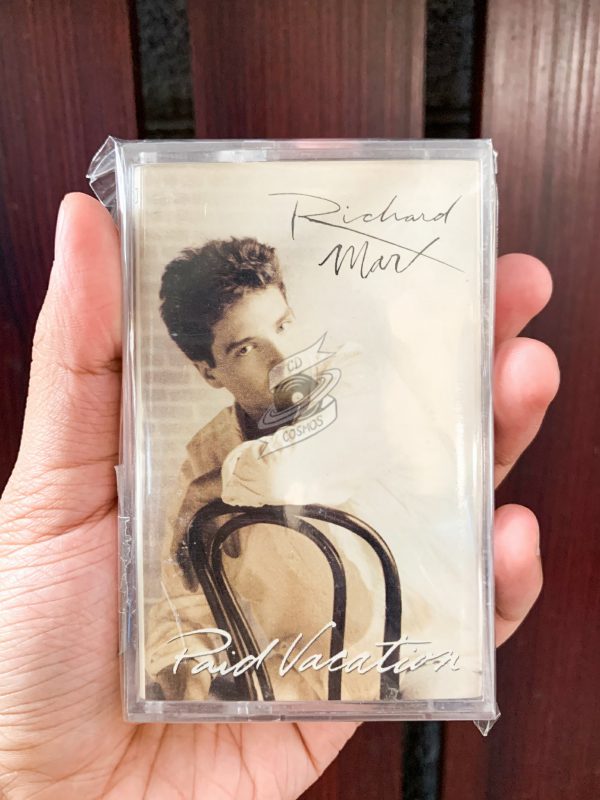 Richard
Marx
CD
COSMOS
Paid Vacation